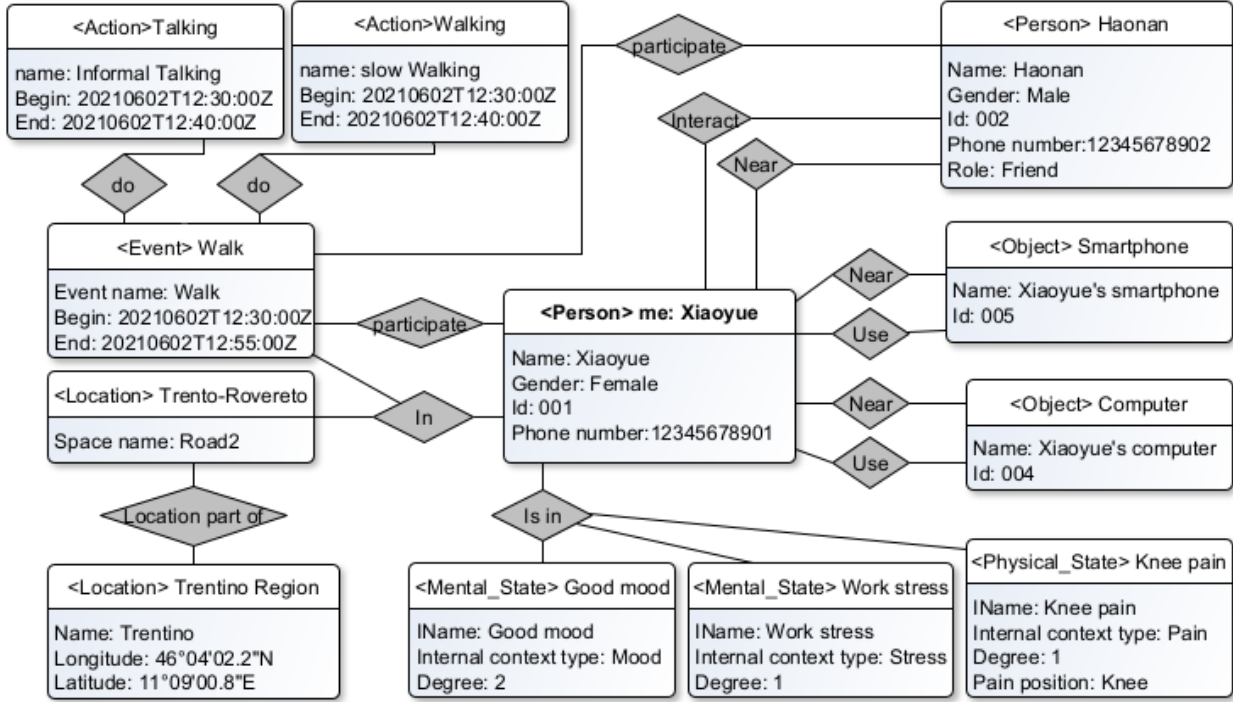 <Action>Talking
name: Informal Talking
Begin: 20210602T12:30:00Z
End: 20210602T12:40:00Z
<Action>Walking
name: slow Walking
Begin: 20210602T12:30:00Z
End: 20210602T12:40:00Z
participate
<Person> Haonan
Name: Haonan
Gender: Male
Id: 002
Phone number:12345678902
Role: Friend
Interact
Near
do
do
<Event> Walk
Event name: Walk
Begin: 20210602T12:30:00Z
End: 20210602T12:55:00Z
participate
<Person> me: Xiaoyue
Name: Xiaoyue
Gender: Female
Id: 001
Phone number:12345678901
Near
Use
<Object> Smartphone
Name: Xiaoyue's smartphone
Id: 005
<Location> Trento-Rovereto
Space name: Road2
In
Near
Use
<Object> Computer
Name: Xiaoyue's computer
Id: 004
Location part of
Is in
<Location> Trentino Region
Name: Trentino
Longitude: 46°04'02.2"N
Latitude: 11°09'00.8"E
<Mental_State> Good mood
IName: Good mood
Internal context type: Mood
Degree: 2
<Mental_State> Work stress
IName: Work stress
Internal context type: Stress
Degree: 1
<Physical_State> Knee pain
IName: Knee pain
Internal context type: Pain
Degree: 1
Pain position: Knee